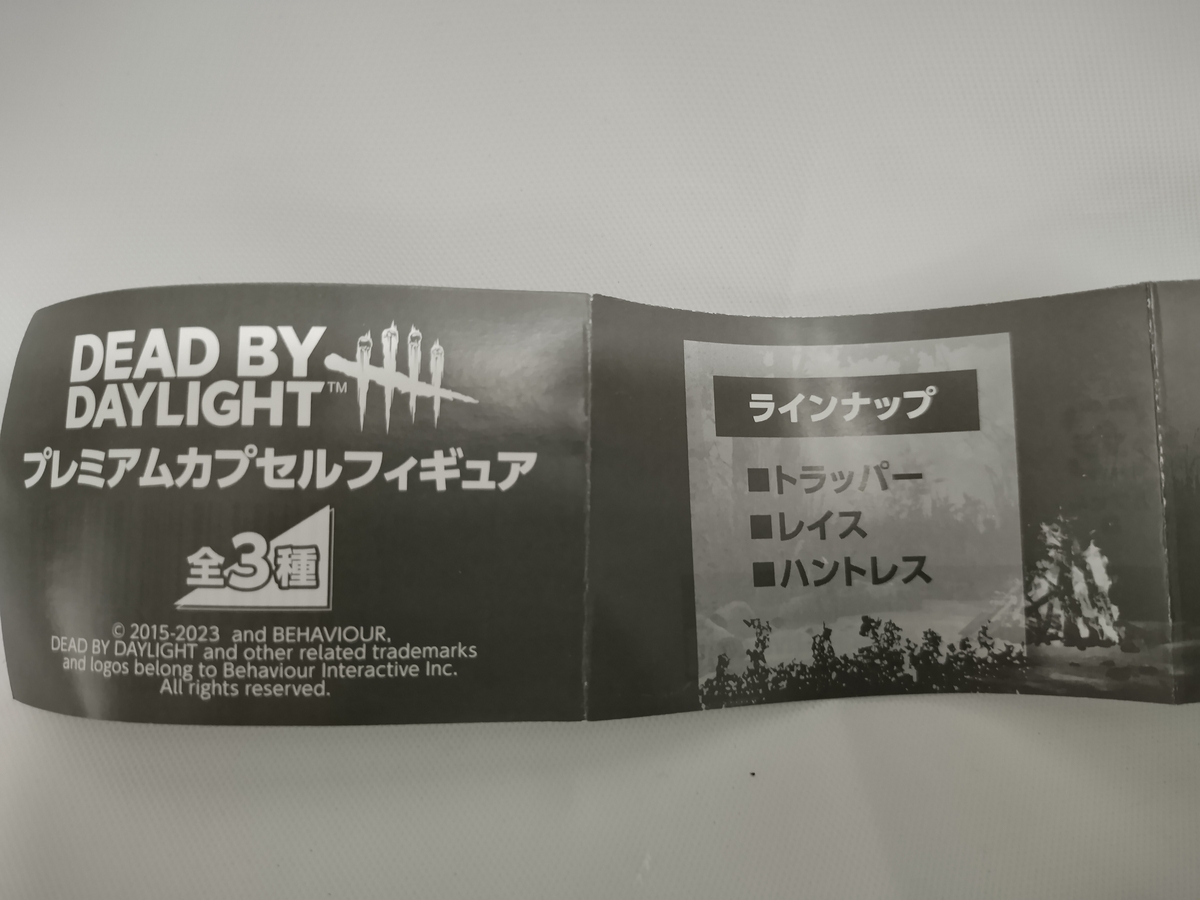 DEAD BY
DAYLIGHT™
プレミアムカプセルフィギュア
全3種
© 2015-2023 and BEHAVIOUR,
DEAD BY DAYLIGHT and other related trademarks
and logos belong to Behaviour Interactive Inc.
All rights reserved.
ラインナップ
■トラッパー
■レイス
■ハントレス